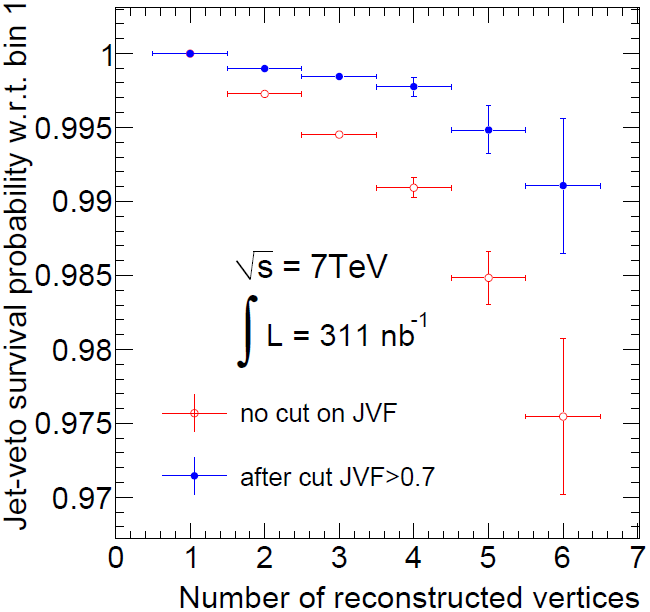 Jet-veto survival probability w.r.t. bin 1
1
0.995
0.99
0.985
0.98
0.975
0.97
√s = 7TeV
∫ L = 311 nb⁻¹
no cut on JVF
after cut JVF>0.7
0 1 2 3 4 5 6 7
Number of reconstructed vertices